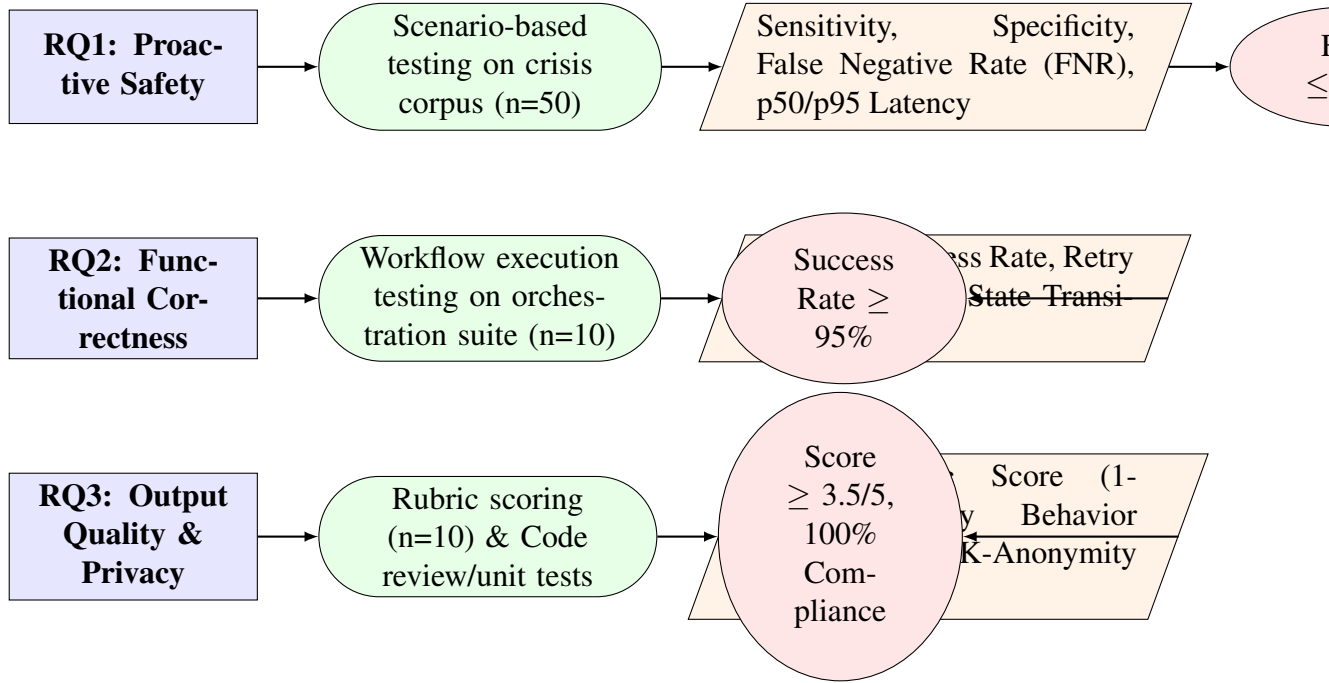 RQ1: Proac-
tive Safety
Scenario-based
testing on crisis
corpus (n=50)
Sensitivity, Specificity,
False Negative Rate (FNR),
p50/p95 Latency
≤
RQ2: Func-
tional Cor-
rectness
Workflow execution
testing on orches-
tration suite (n=10)
Success
Rate ≥
95%
Rate, Retry
State Transi-
RQ3: Output
Quality &
Privacy
Rubric scoring
(n=10) & Code
review/unit tests
Score
≥ 3.5/5,
100%
Com-
pliance
Score (1-
Behavior
K-Anonymity